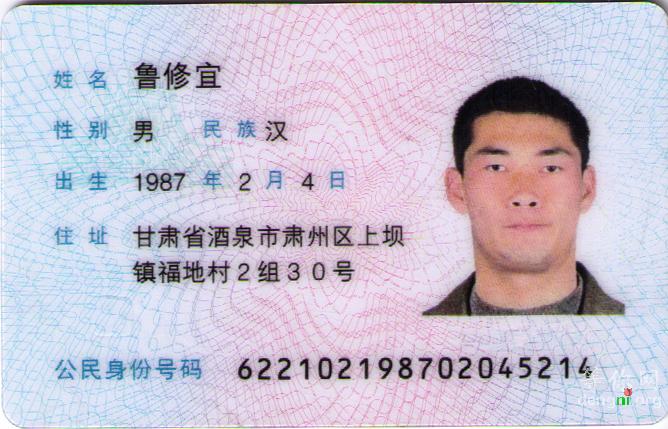 姓名 鲁修宜
性别 男 民族 汉
出生 1987 年 2 月 4 日
住址 甘肃省酒泉市肃州区上坝
镇福地村2组30号
公民身份号码 622102198702045214